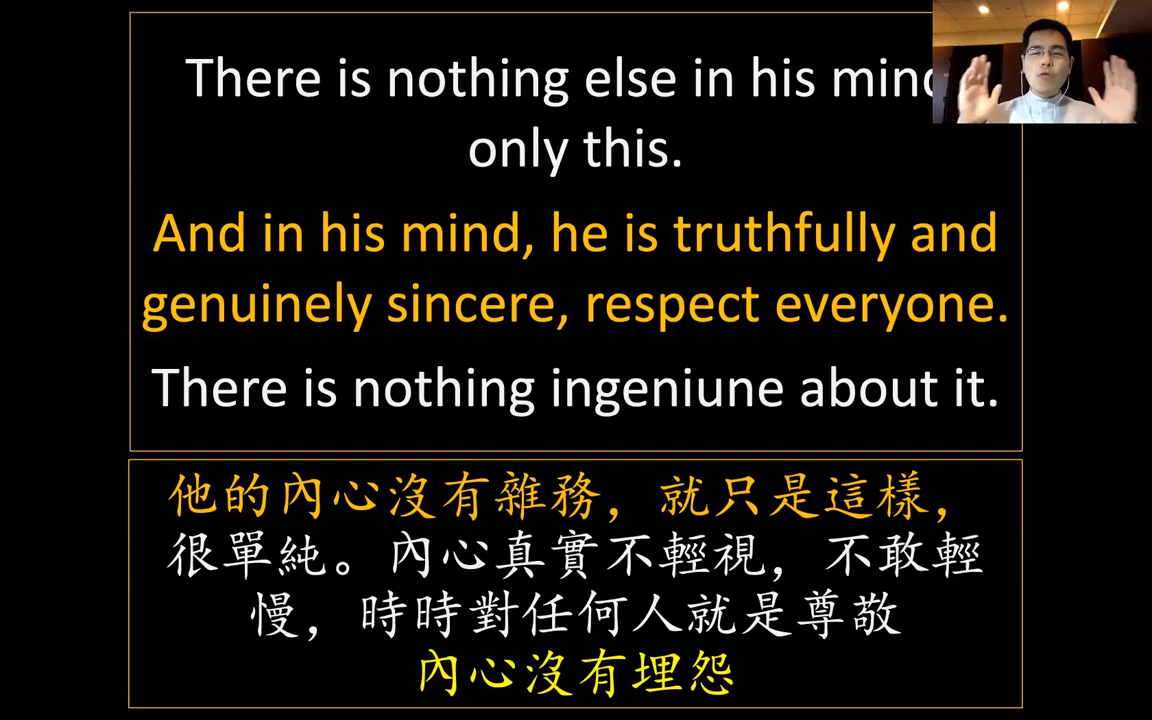 There is nothing else in his mind
only this.
And in his mind, he is truthfully and
genuinely sincere, respect everyone.
There is nothing ingeniune about it.
他的內心沒有雜務，就只是這樣，
很單純。內心真實不輕視，不敢輕
慢，時時對任何人就是尊敬
內心沒有埋怨